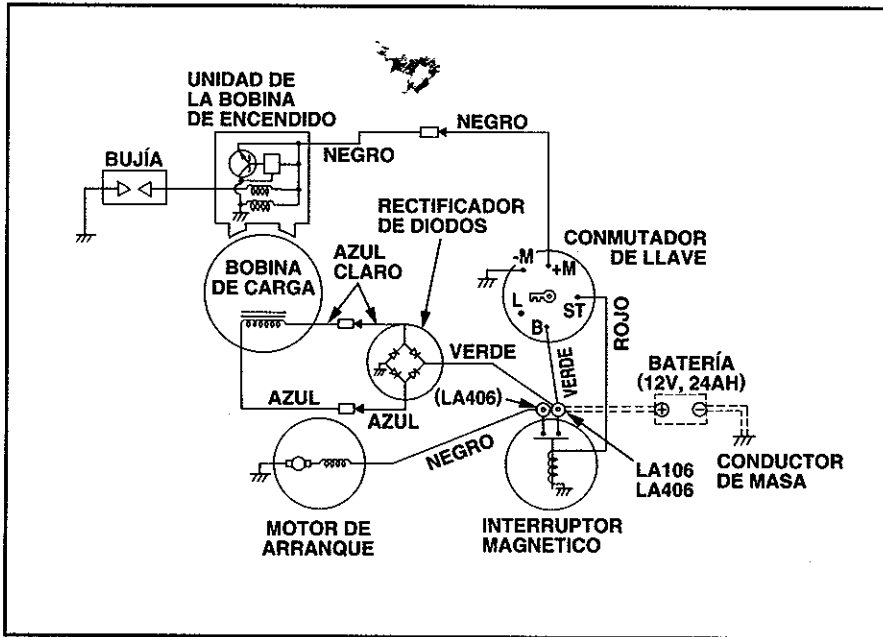 UNIDAD DE
LA BOBINA
DE ENCENDIDO
NEGRO
NEGRO
BUJÍA
RECTIFICADOR
DE DIODOS
AZUL
CLARO
BOBINA
DE CARGA
CONMUTADOR
DE LLAVE
-M
+M
L
ST
B
ROJO
VERDE
VERDE
BATERÍA
(12V, 24AH)
(LA406)
AZUL
AZUL
NEGRO
LA106
LA406
CONDUCTOR
DE MASA
MOTOR DE
ARRANQUE
INTERRUPTOR
MAGNETICO